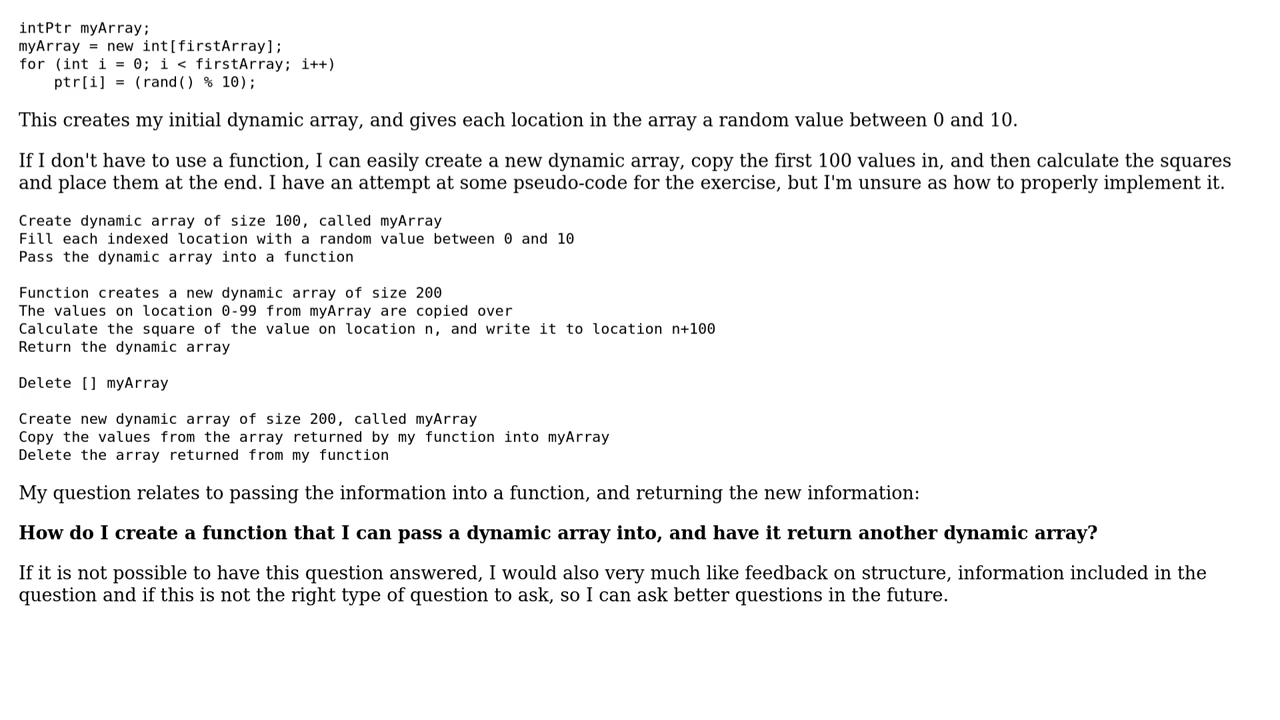 intPtr myArray;
myArray = new int[firstArray];
for (int i = 0; i < firstArray; i++)
    ptr[i] = (rand() % 10);
This creates my initial dynamic array, and gives each location in the array a random value between 0 and 10.
If I don't have to use a function, I can easily create a new dynamic array, copy the first 100 values in, and then calculate the squares
and place them at the end. I have an attempt at some pseudo-code for the exercise, but I'm unsure as how to properly implement it.
Create dynamic array of size 100, called myArray
Fill each indexed location with a random value between 0 and 10
Pass the dynamic array into a function
Function creates a new dynamic array of size 200
The values on location 0-99 from myArray are copied over
Calculate the square of the value on location n, and write it to location n+100
Return the dynamic array
Delete [] myArray
Create new dynamic array of size 200, called myArray
Copy the values from the array returned by my function into myArray
Delete the array returned from my function
My question relates to passing the information into a function, and returning the new information:
How do I create a function that I can pass a dynamic array into, and have it return another dynamic array?
If it is not possible to have this question answered, I would also very much like feedback on structure, information included in the
question and if this is not the right type of question to ask, so I can ask better questions in the future.